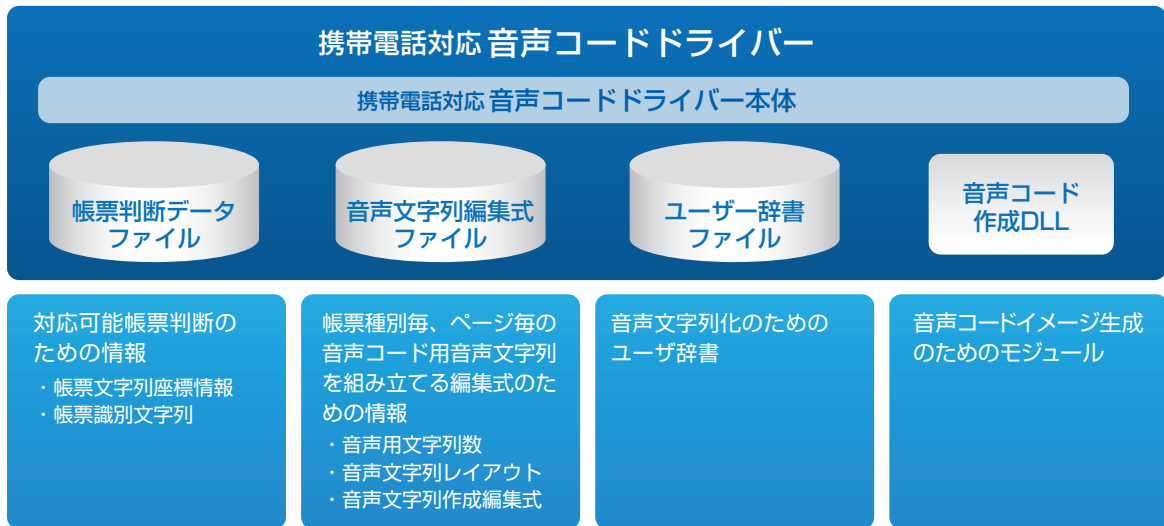 携帯電話対応 音声コードドライバー
携帯電話対応 音声コードドライバー本体
帳票判断データ
ファイル
音声文字列編集式
ファイル
ユーザー辞書
ファイル
音声コード
作成DLL
対応可能帳票判断の
ための情報
・帳票文字列座標情報
・帳票識別文字列
帳票種別毎、ページ毎の
音声コード用音声文字列
を組み立てる編集式のた
めの情報
・音声用文字列数
・音声文字列レイアウト
・音声文字列作成編集式
音声文字列化のための
ユーザ辞書
音声コードイメージ生成
のためのモジュール